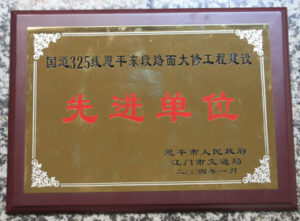 国道325线恩平东段路面大修工程建设
先进单位
恩平市人民政府
江门市交通局
二〇〇四年一月